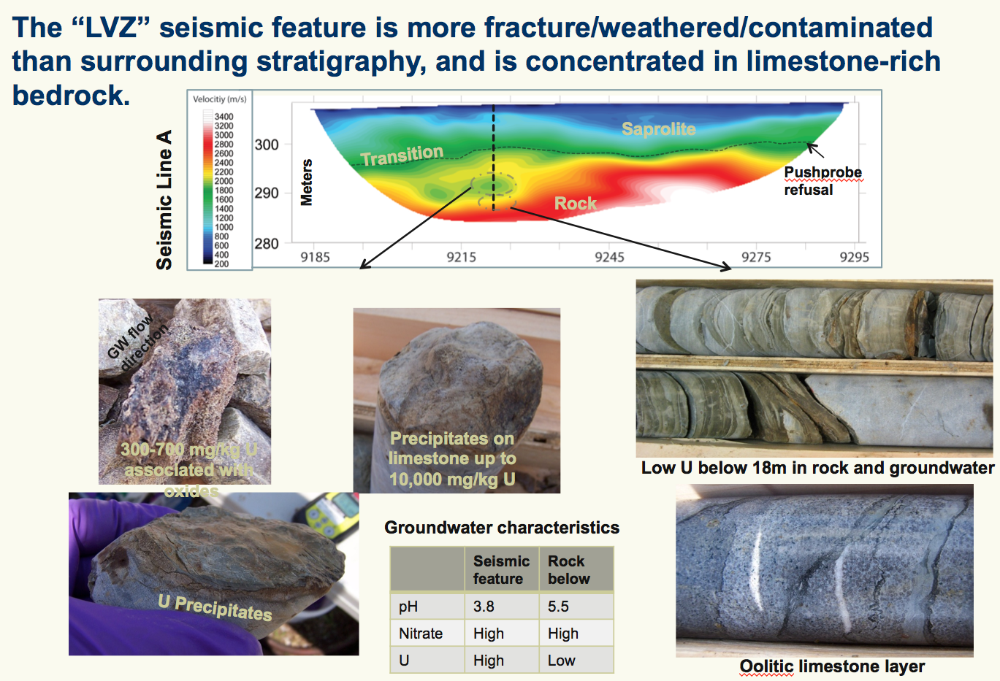 The “LVZ” seismic feature is more fracture/weathered/contaminated
than surrounding stratigraphy, and is concentrated in limestone-rich
bedrock.
Seismic Line A
Velocitiy (m/s)
3400
3200
3000
2800
2600
2400
2200
2000
1800
1600
1400
1200
1000
800
600
400
200
Meters
300
290
280
9185
9215
9245
9275
9295
Saprolite
Transition
Rock
Pushprobe
refusal
GW flow
direction
300-700 mg/kg U
associated with
oxides
Precipitates on
limestone up to
10,000 mg/kg U
Low U below 18m in rock and groundwater
U Precipitates
Groundwater characteristics
Seismic feature Rock below
pH 3.8 5.5
Nitrate High High
U High Low
Oolitic limestone layer